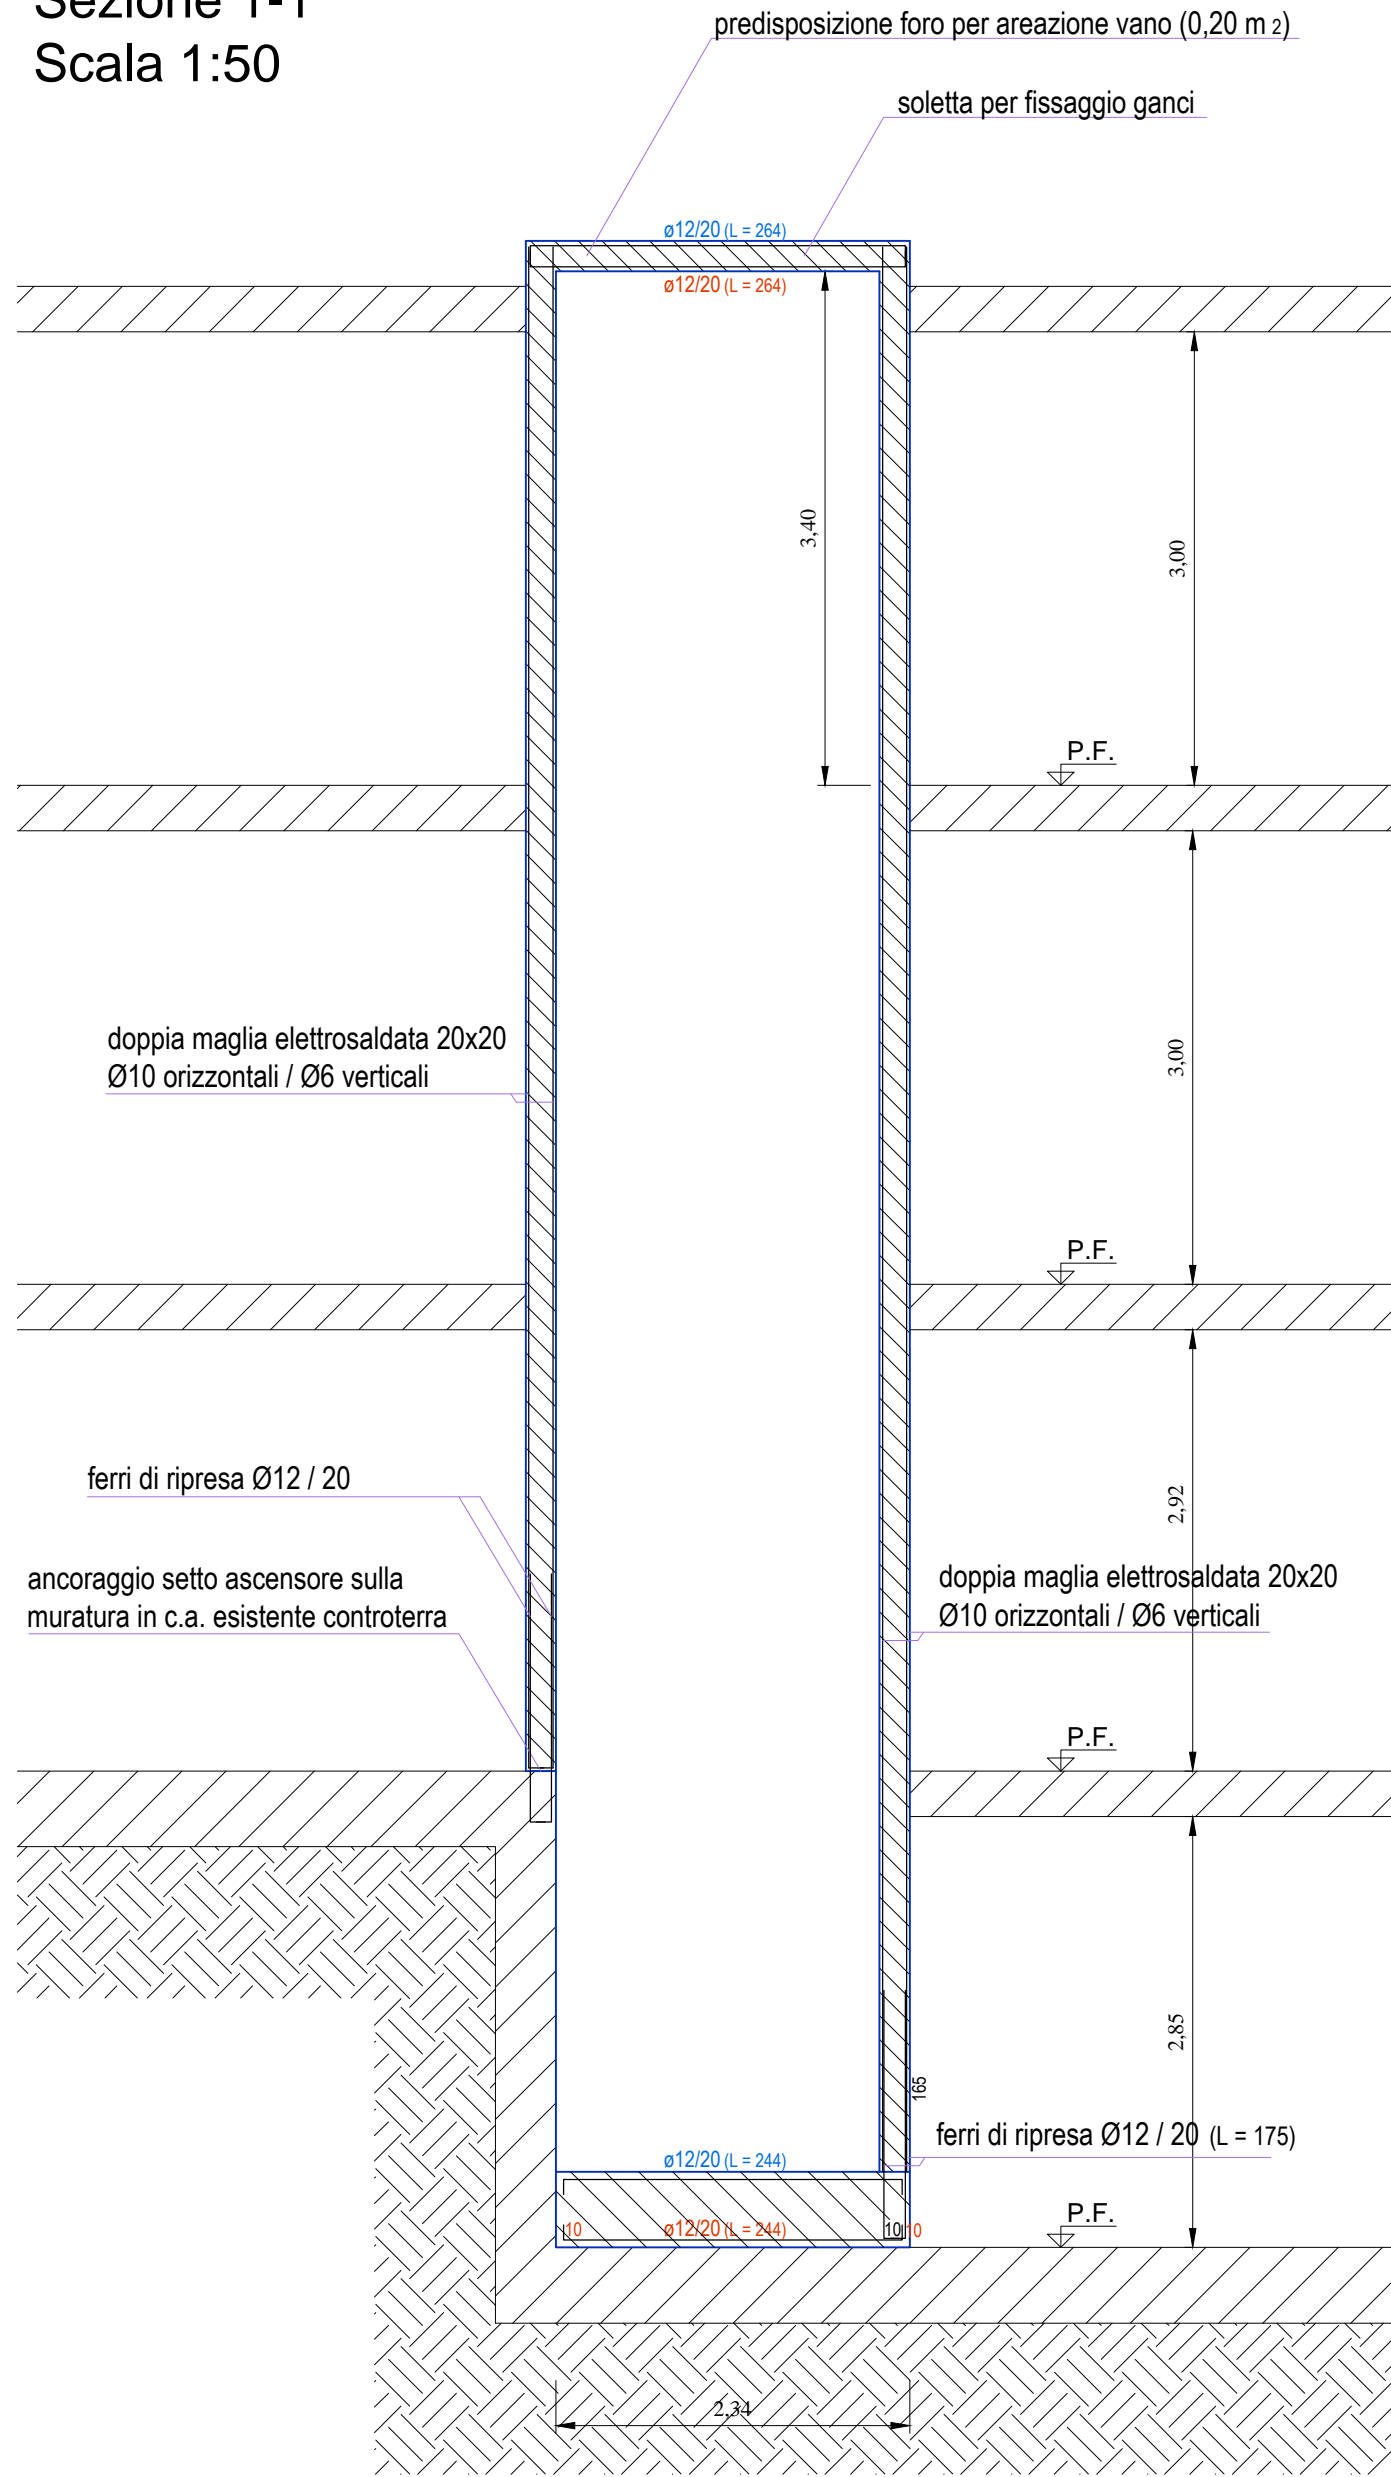 Sezione 1-1
Scala 1:50
predisposizione foro per areazione vano (0,20 m 2)
soletta per fissaggio ganci
ø12/20 (L = 264)
ø12/20 (L = 264)
3,40
3,00
P.F.
doppia maglia elettrosaldata 20x20
Ø10 orizzontali / Ø6 verticali
3,00
P.F.
ferri di ripresa Ø12 / 20
2,92
ancoraggio setto ascensore sulla
muratura in c.a. esistente controterra
doppia maglia elettrosaldata 20x20
Ø10 orizzontali / Ø6 verticali
P.F.
2,85
165
ferri di ripresa Ø12 / 20 (L = 175)
ø12/20 (L = 244)
10
ø12/20 (L = 244)
10
10
P.F.
2,34